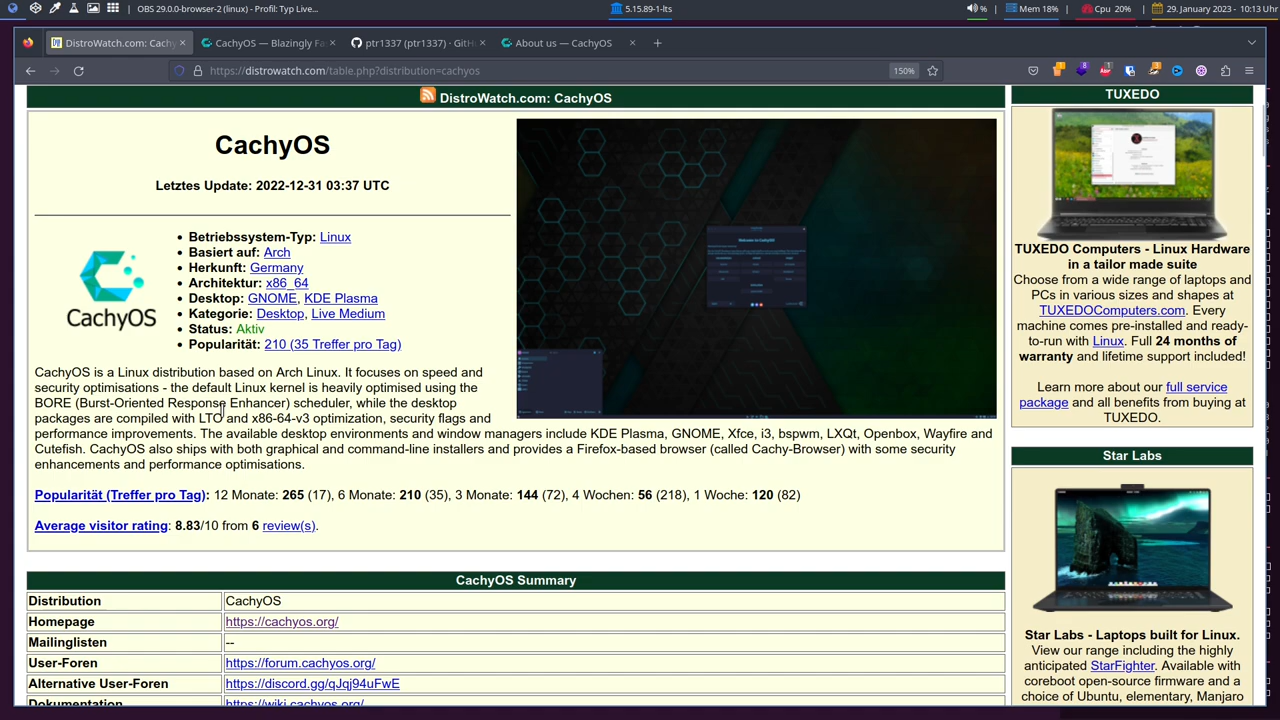 OBS 29.0.0-browser-2 (linux) - Profil: Typ Live...
5.15.89-1-lts
%
Mem 18%
Cpu 20%
29. January 2023 - 10:13 Uhr
DistroWatch.com: Cachy
CachyOS — Blazingly Fa
ptr1337 (ptr1337) · GitH
About us — CachyOS
https://distrowatch.com/table.php?distribution=cachyos
150%
DistroWatch.com: CachyOS
CachyOS
Letztes Update: 2022-12-31 03:37 UTC
CachyOS
Betriebssystem-Typ: Linux
Basiert auf: Arch
Herkunft: Germany
Architektur: x86_64
Desktop: GNOME, KDE Plasma
Kategorie: Desktop, Live Medium
Status: Aktiv
Popularität: 210 (35 Treffer pro Tag)
CachyOS is a Linux distribution based on Arch Linux. It focuses on speed and
security optimisations - the default Linux kernel is heavily optimised using the
BORE (Burst-Oriented Response Enhancer) scheduler, while the desktop
packages are compiled with LTO and x86-64-v3 optimization, security flags and
performance improvements. The available desktop environments and window managers include KDE Plasma, GNOME, Xfce, i3, bspwm, LXQt, Openbox, Wayfire and
Cutefish. CachyOS also ships with both graphical and command-line installers and provides a Firefox-based browser (called Cachy-Browser) with some security
enhancements and performance optimisations.
Popularität (Treffer pro Tag): 12 Monate: 265 (17), 6 Monate: 210 (35), 3 Monate: 144 (72), 4 Wochen: 56 (218), 1 Woche: 120 (82)
Average visitor rating: 8.83/10 from 6 review(s).
CachyOS Summary
Distribution CachyOS
Homepage https://cachyos.org/
Mailinglisten --
User-Foren https://forum.cachyos.org/
Alternative User-Foren https://discord.gg/qJqj94uFwE
Dokumentation https://wiki.cachyos.org/
TUXEDO
TUXEDO Computers - Linux Hardware
in a tailor made suite
Choose from a wide range of laptops and
PCs in various sizes and shapes at
TUXEDOComputers.com. Every
machine comes pre-installed and ready-
to-run with Linux. Full 24 months of
warranty and lifetime support included!
Learn more about our full service
package and all benefits from buying at
TUXEDO.
Star Labs
Star Labs - Laptops built for Linux.
View our range including the highly
anticipated StarFighter. Available with
coreboot open-source firmware and a
choice of Ubuntu, elementary, Manjaro